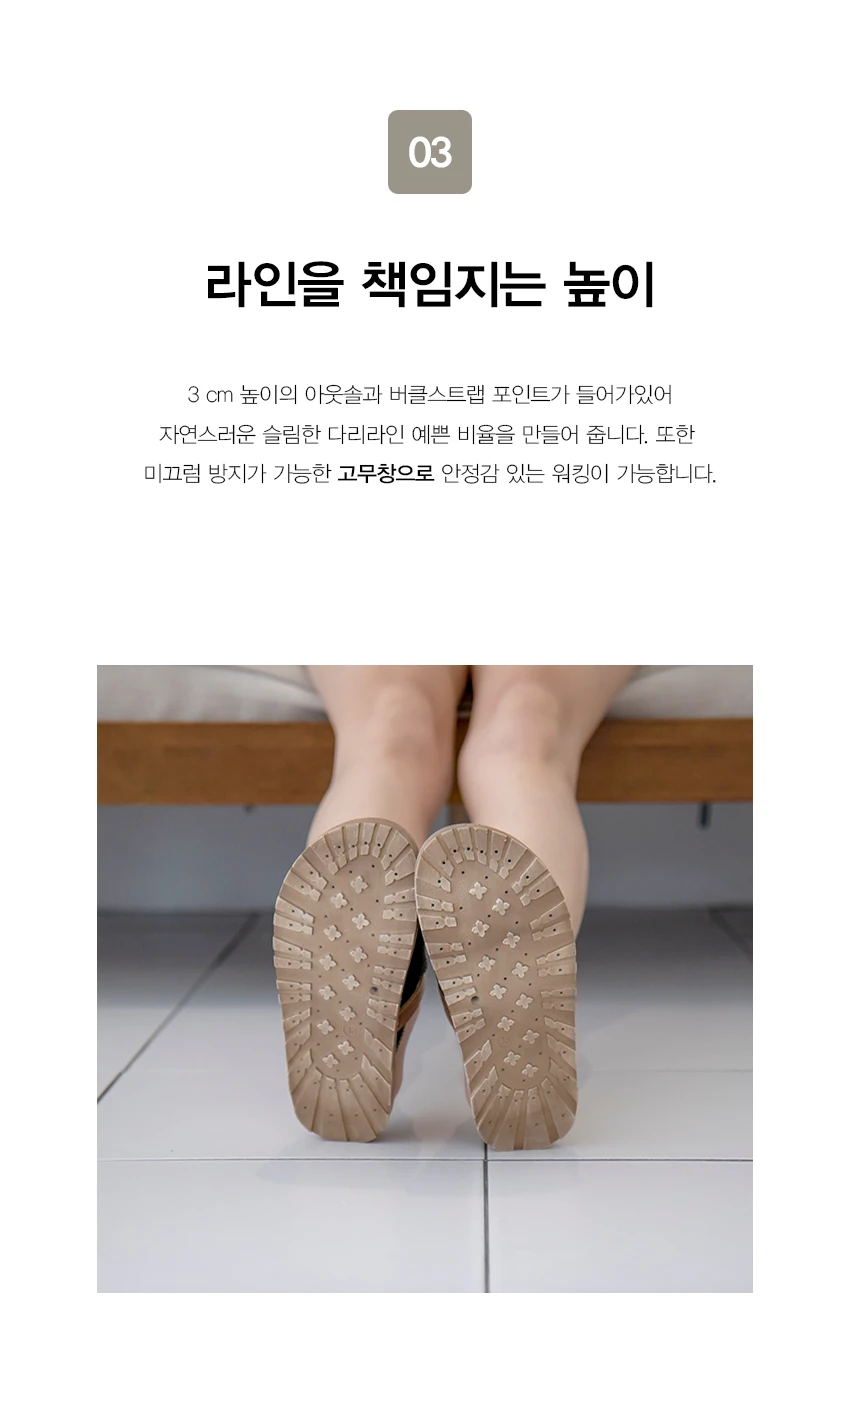 03
라인을 책임지는 높이
3 cm 높이의 아웃솔과 버클스트랩 포인트가 들어가있어
자연스러운 슬림한 다리라인 예쁜 비율을 만들어 줍니다. 또한
미끄럼 방지가 가능한 고무창으로 안정감 있는 워킹이 가능합니다.